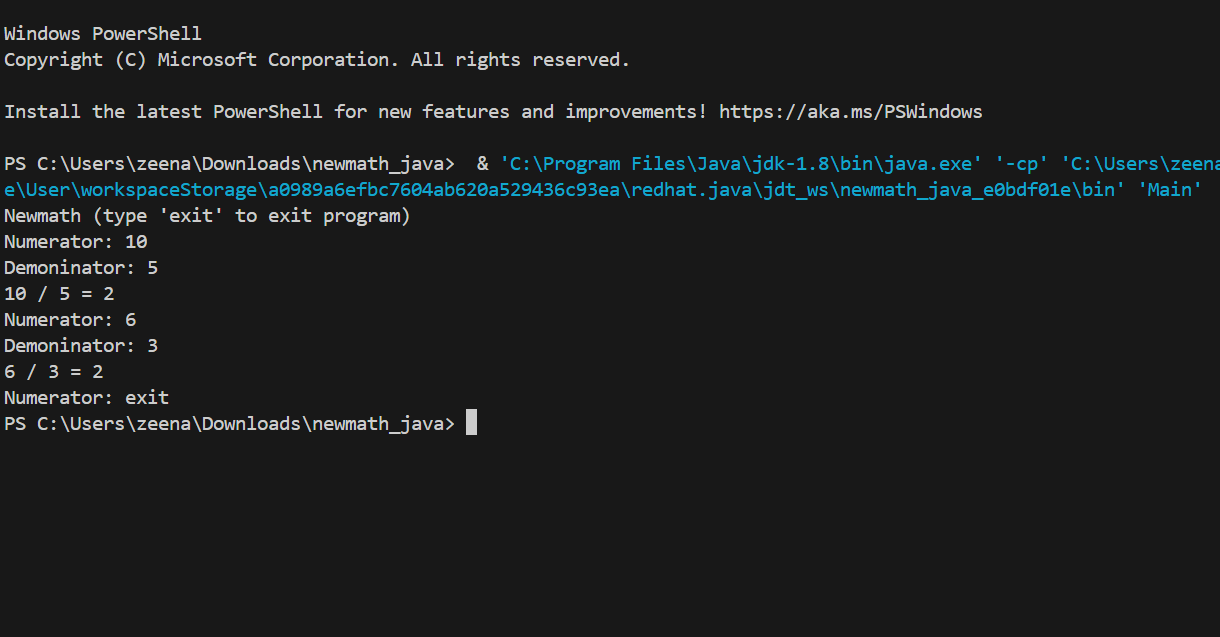 Windows PowerShell
Copyright (C) Microsoft Corporation. All rights reserved.
Install the latest PowerShell for new features and improvements! https://aka.ms/PSWindows
PS C:\Users\zeena\Downloads\newmath_java>  & 'C:\Program Files\Java\jdk-1.8\bin\java.exe' '-cp' 'C:\Users\zeena
e\User\workspaceStorage\a0989a6efbc7604ab620a529436c93ea\redhat.java\jdt_ws\newmath_java_e0bdf01e\bin' 'Main'
Newmath (type 'exit' to exit program)
Numerator: 10
Demoninator: 5
10 / 5 = 2
Numerator: 6
Demoninator: 3
6 / 3 = 2
Numerator: exit
PS C:\Users\zeena\Downloads\newmath_java>